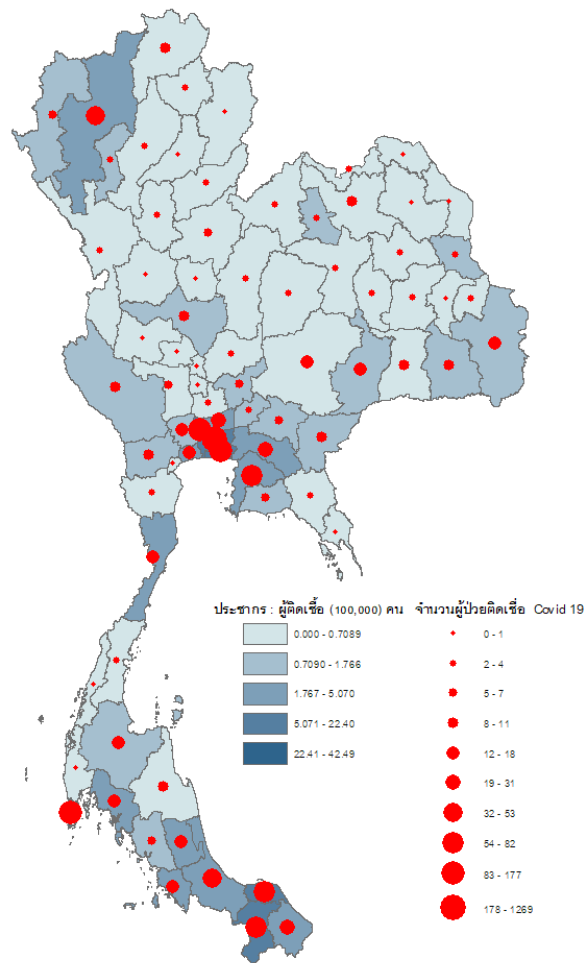 ประชากร : ผู้ติดเชื้อ (100,000) คน จำนวนผู้ป่วยติดเชื้อ Covid 19
0.000 - 0.7089 0 - 1
0.7090 - 1.766 2 - 4
1.767 - 5.070 5 - 7
5.071 - 22.40 8 - 11
22.41 - 42.49 12 - 18
19 - 31
32 - 53
54 - 82
83 - 177
178 - 1269